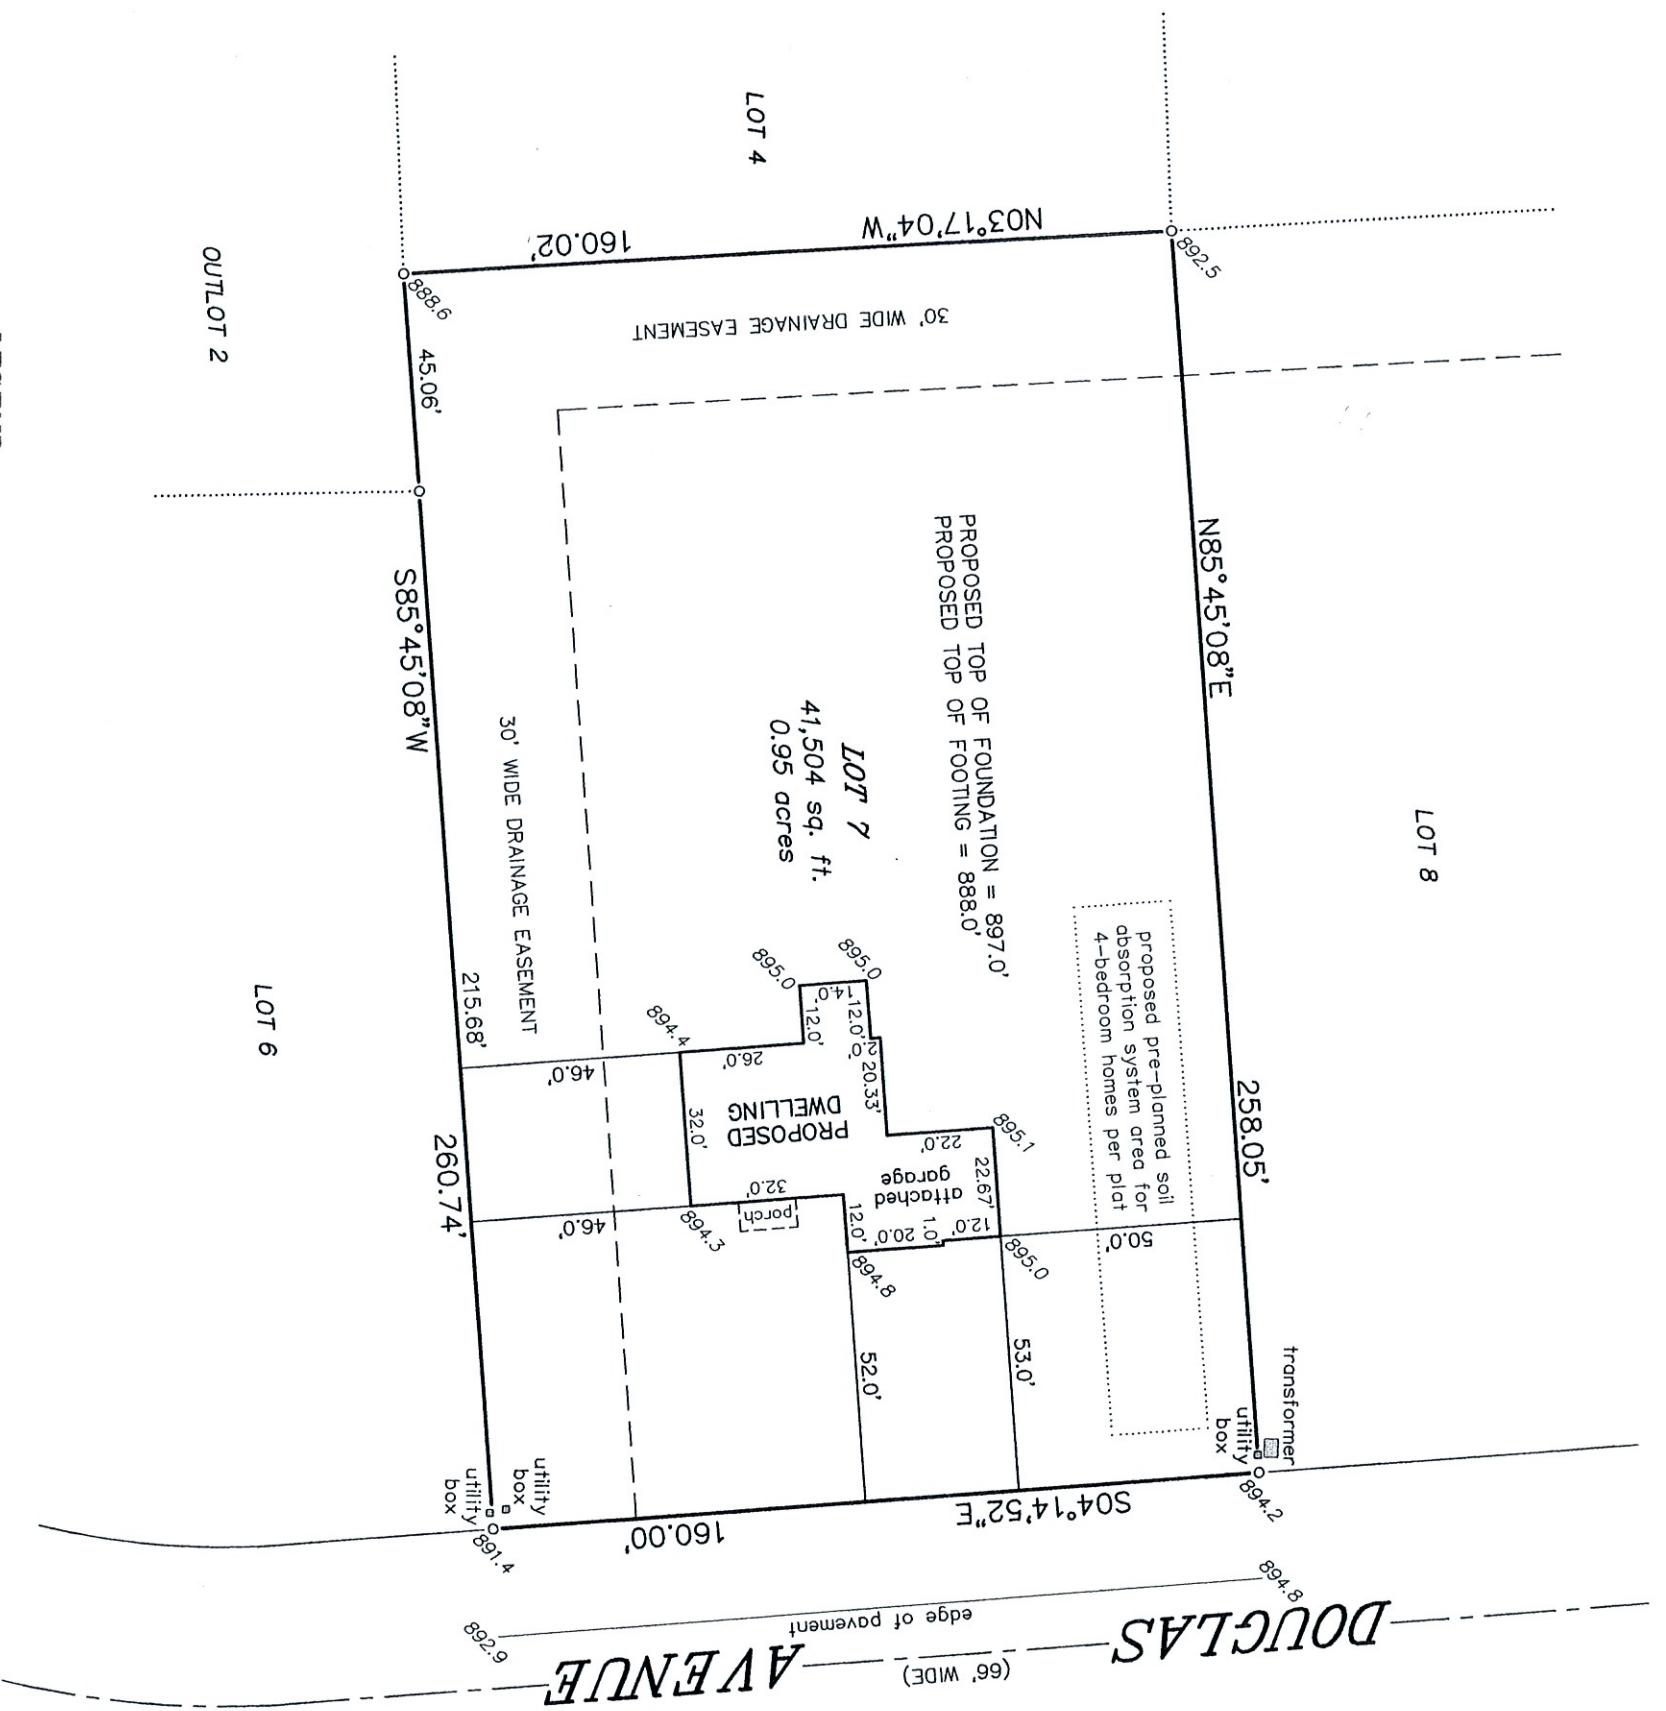 LOT 4
N03°17'04"W
160.02'
892.5
888.6
OUTLOT 2
45.06'
30' WIDE DRAINAGE EASEMENT
N85°45'08"E
258.05'
S85°45'08"W
PROPOSED TOP OF FOUNDATION = 897.0'
PROPOSED TOP OF FOOTING = 888.0'
LOT 7
41,504 sq. ft.
0.95 acres
30' WIDE DRAINAGE EASEMENT
LOT 8
LOT 6
proposed pre-planned soil
absorption system area for
4-bedroom homes per plat
215.68'
260.74'
895.0
895.0
14.0'
12.0'
12.0'
20.33'
894.4
26.0'
46.0'
32.0'
PROPOSED
DWELLING
22.0'
895.1
22.67'
attached
garage
32.0'
porch
46.0'
894.3
12.0'
20.0'
1.0'
12.0'
894.8
895.0
50.0'
52.0'
53.0'
transformer
utility
box
894.2
utility
box
utility
box
891.4
S04°14'52"E
160.00'
894.8
edge of pavement
892.9
DOUGLAS AVENUE
(66' WIDE)